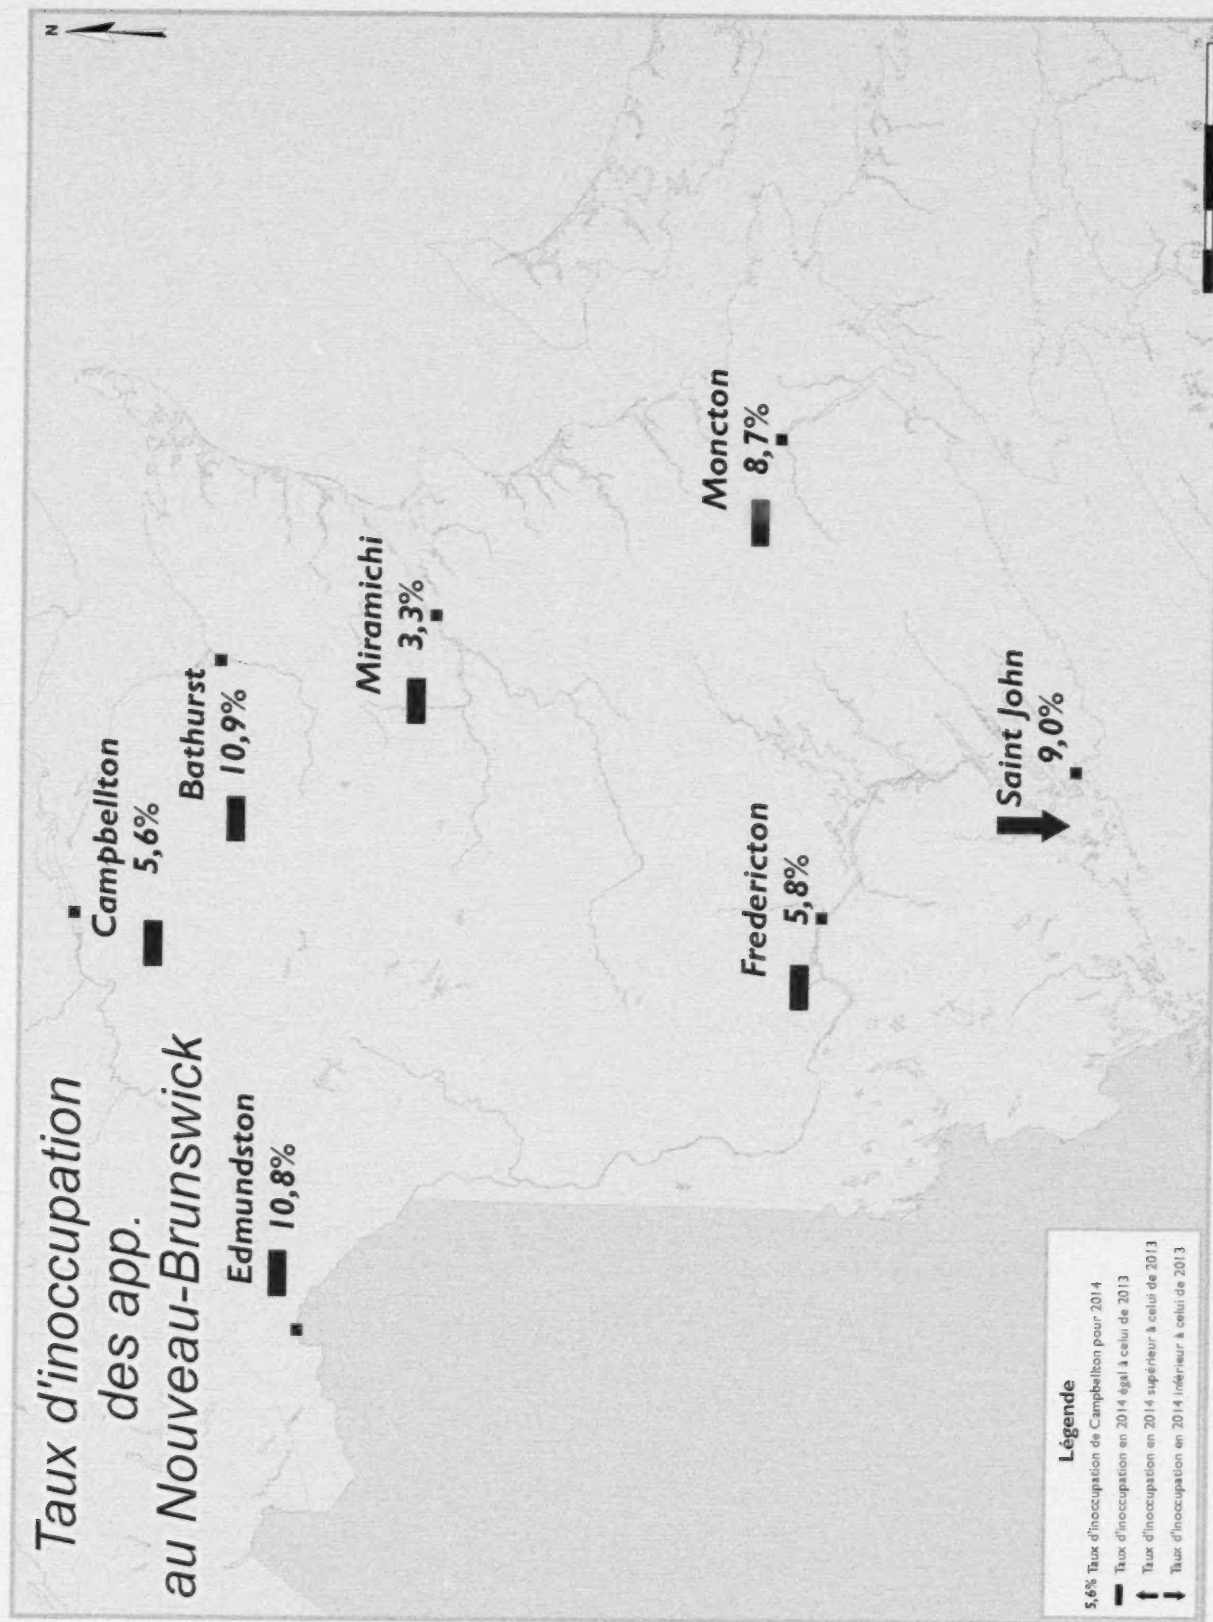 Taux d'inoccupation
des app.
au Nouveau-Brunswick
N
Campbellton
5,6%
Bathurst
10,9%
Edmundston
10,8%
Miramichi
3,3%
Moncton
8,7%
Fredericton
5,8%
Saint John
9,0%
Légende
5,6% Taux d'inoccupation de Campbellton pour 2014
Taux d'inoccupation en 2014 égal à celui de 2013
Taux d'inoccupation en 2014 supérieur à celui de 2013
Taux d'inoccupation en 2014 inférieur à celui de 2013